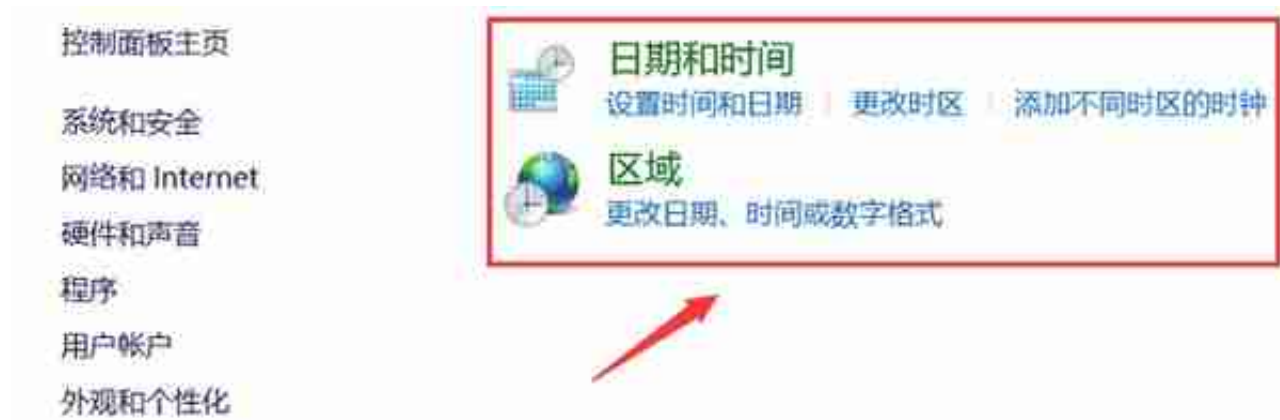 控制面板主页
系统和安全
网络和 Internet
硬件和声音
程序
用户帐户
外观和个性化
日期和时间
设置时间和日期 | 更改时区 | 添加不同时区的时钟
区域
更改日期、时间或数字格式